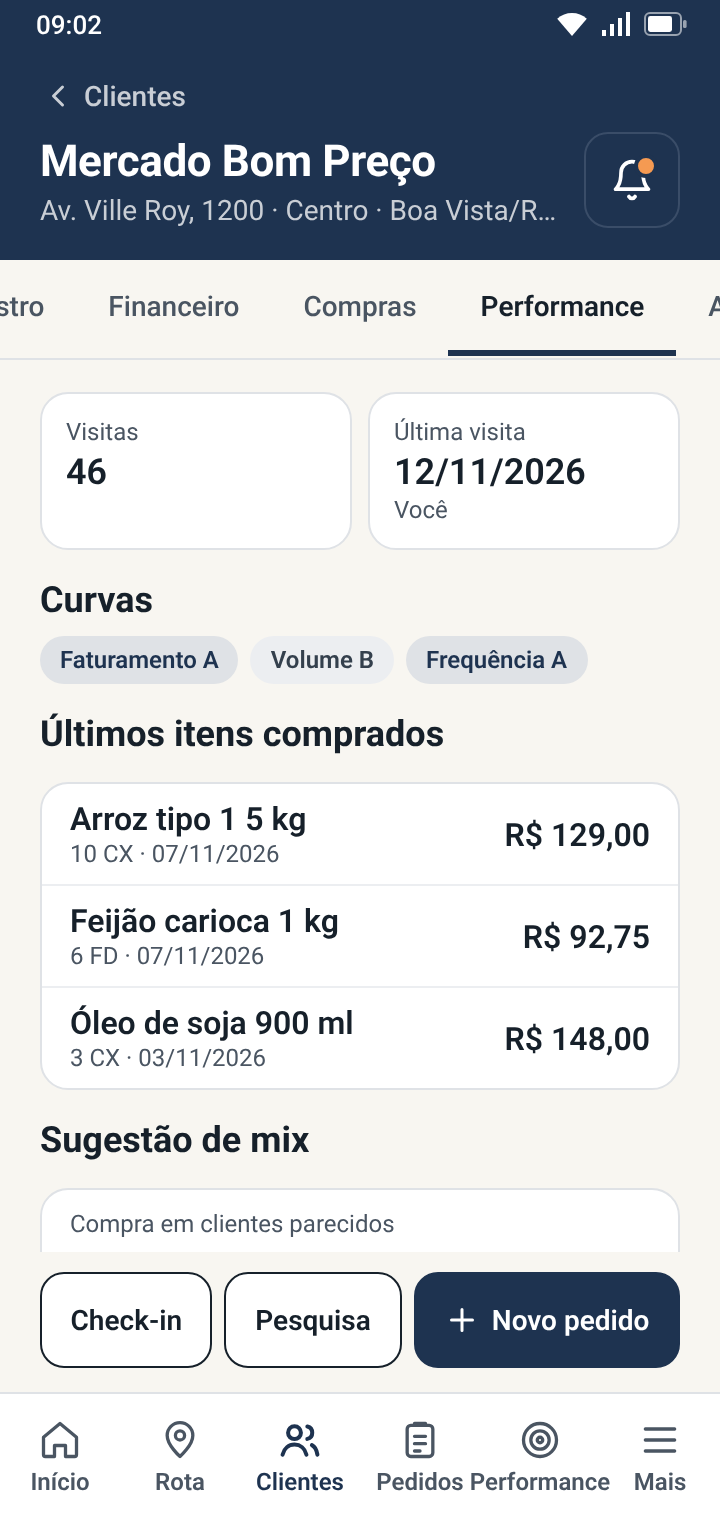 09:02
Clientes
Mercado Bom Preço
Av. Ville Roy, 1200 · Centro · Boa Vista/R...
stro Financeiro Compras Performance A
Visitas
46
Última visita
12/11/2026
Você
Curvas
Faturamento A Volume B Frequência A
Últimos itens comprados
Arroz tipo 1 5 kg
10 CX · 07/11/2026
R$ 129,00
Feijão carioca 1 kg
6 FD · 07/11/2026
R$ 92,75
Óleo de soja 900 ml
3 CX · 03/11/2026
R$ 148,00
Sugestão de mix
Compra em clientes parecidos
Check-in Pesquisa + Novo pedido
Início Rota Clientes Pedidos Performance Mais